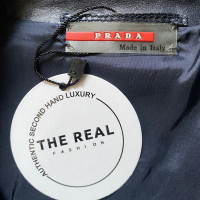 PRADA
Made in Italy
AUTHENTIC SECOND HAND LUXURY
THE REAL
FASHION